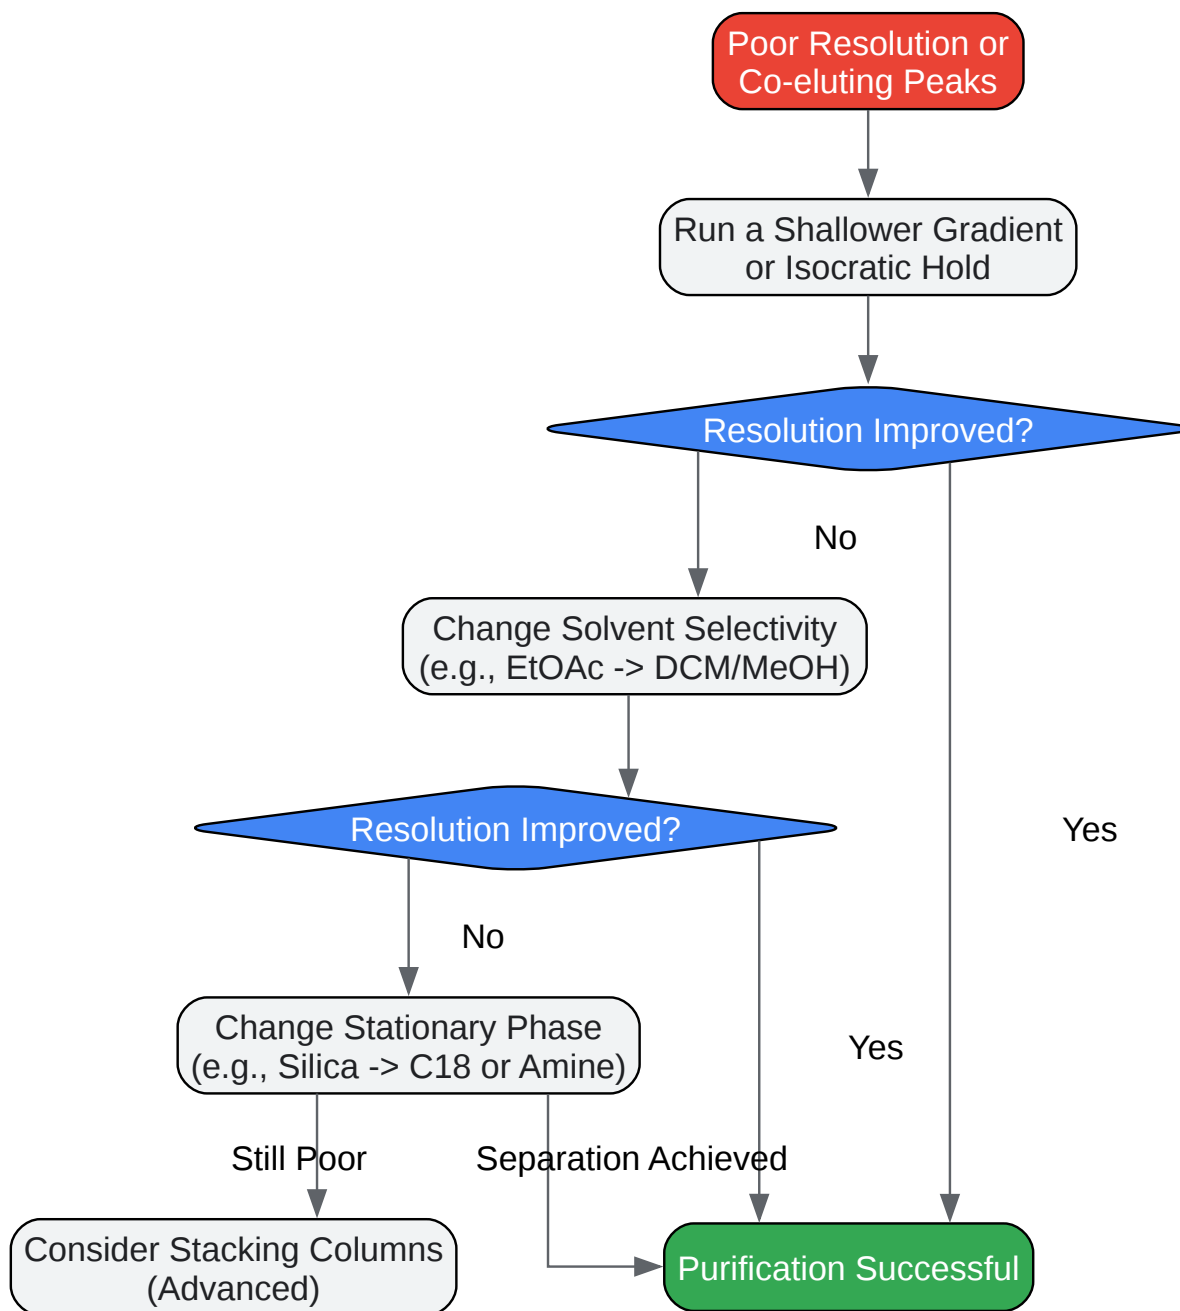 Poor Resolution or
Co-eluting Peaks
Run a Shallower Gradient
or Isocratic Hold
Resolution Improved?
No
Change Solvent Selectivity
(e.g., EtOAc -> DCM/MeOH)
Resolution Improved?
Yes
No
Change Stationary Phase
(e.g., Silica -> C18 or Amine)
Yes
Still Poor
Separation Achieved
Consider Stacking Columns
(Advanced)
Purification Successful